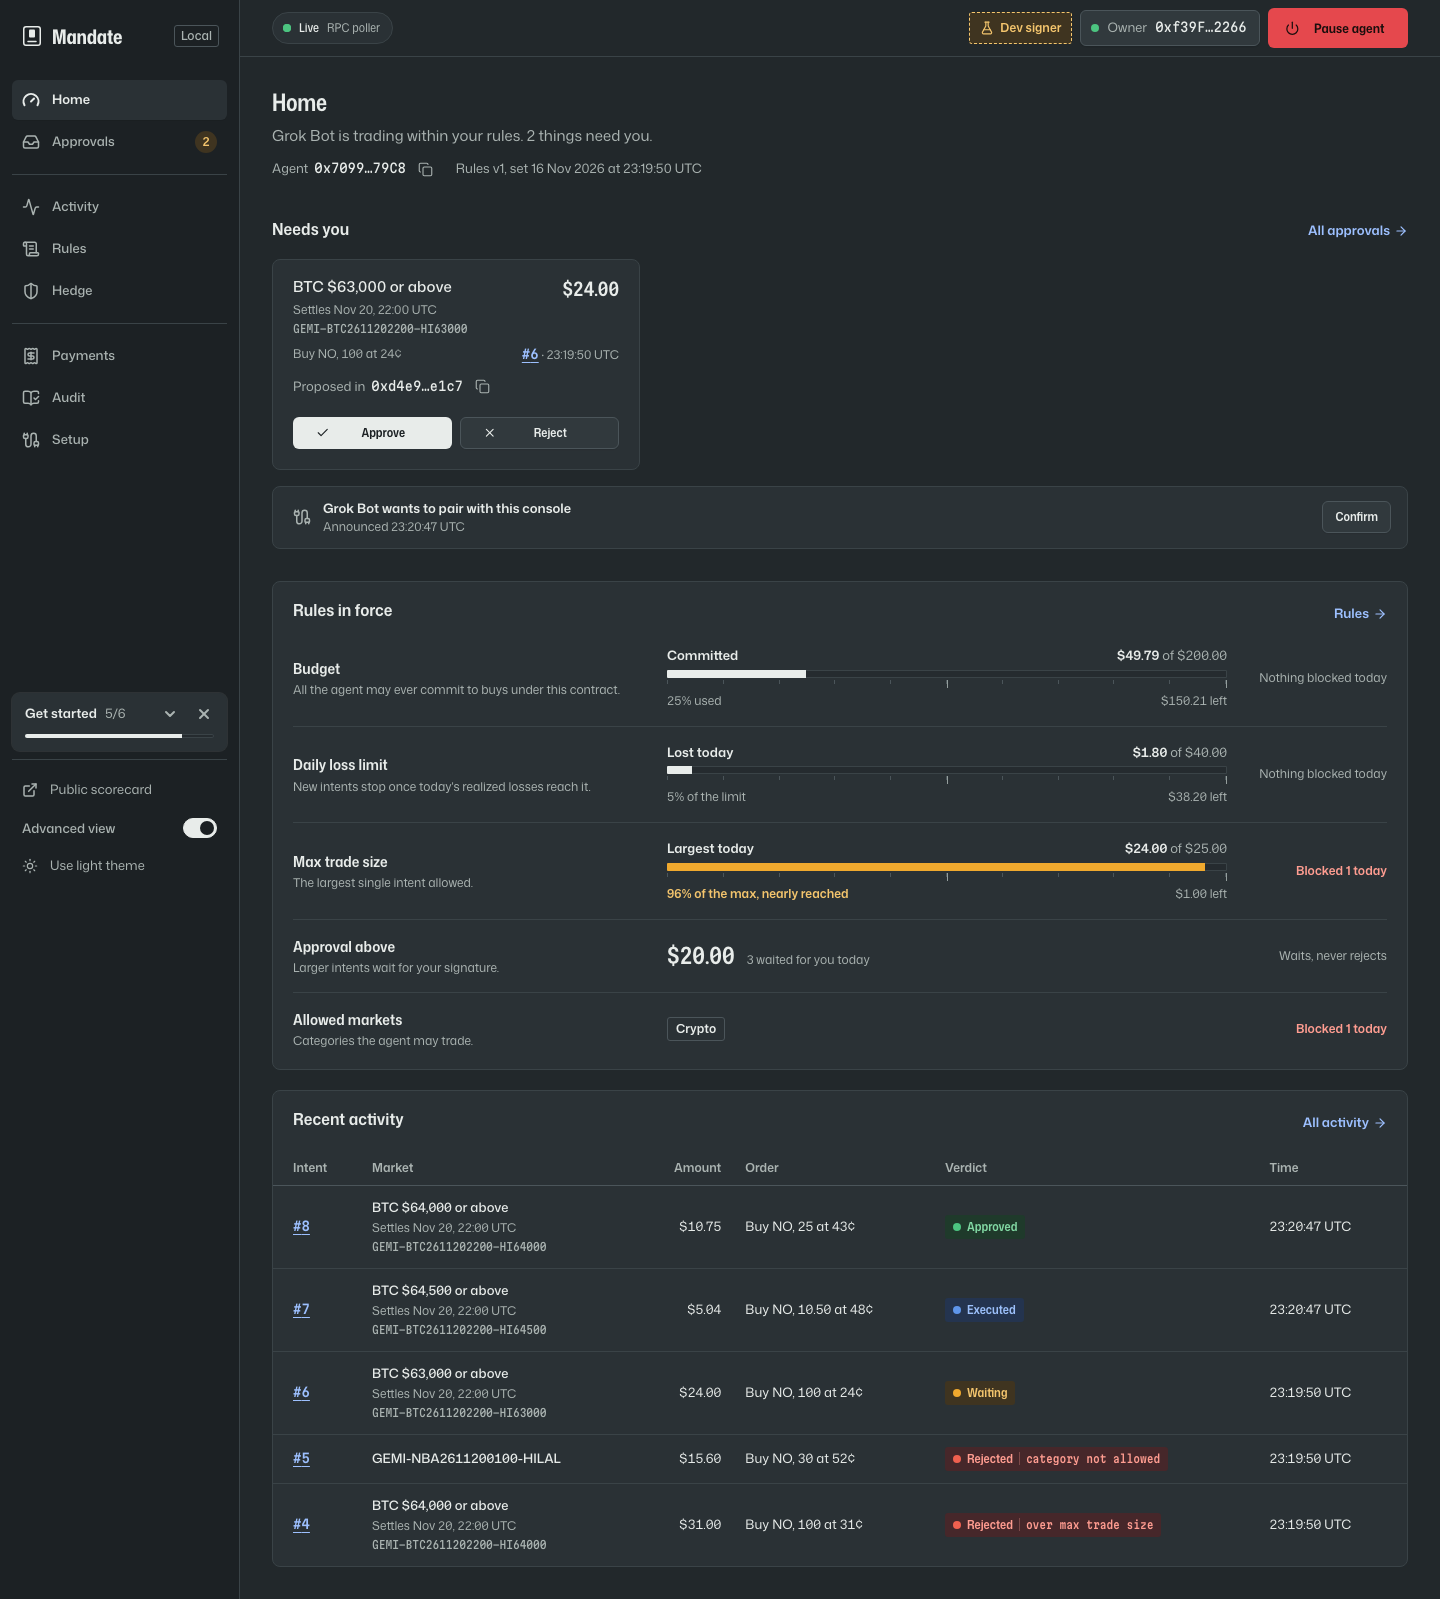 Mandate
Local
Home
Approvals 2
Activity
Rules
Hedge
Payments
Audit
Setup
Get started 5/6
Public scorecard
Advanced view
Use light theme
Live RPC poller
Dev signer
Owner 0xf39F…2266
Pause agent
Home
Grok Bot is trading within your rules. 2 things need you.
Agent 0x7099…79C8 Rules v1, set 16 Nov 2026 at 23:19:50 UTC
Needs you
All approvals →
BTC $63,000 or above $24.00
Settles Nov 20, 22:00 UTC
GEMI-BTC2611202200-HI63000
Buy NO, 100 at 24¢ #6 · 23:19:50 UTC
Proposed in 0xd4e9…e1c7
Approve
Reject
Grok Bot wants to pair with this console
Announced 23:20:47 UTC
Confirm
Rules in force
Rules →
Budget
All the agent may ever commit to buys under this contract.
Committed $49.79 of $200.00
25% used $150.21 left
Nothing blocked today
Daily loss limit
New intents stop once today's realized losses reach it.
Lost today $1.80 of $40.00
5% of the limit $38.20 left
Nothing blocked today
Max trade size
The largest single intent allowed.
Largest today $24.00 of $25.00
96% of the max, nearly reached $1.00 left
Blocked 1 today
Approval above
Larger intents wait for your signature.
$20.00 3 waited for you today
Waits, never rejects
Allowed markets
Categories the agent may trade.
Crypto
Blocked 1 today
Recent activity
All activity →
Intent Market Amount Order Verdict Time
BTC $64,000 or above
#8 Settles Nov 20, 22:00 UTC $10.75 Buy NO, 25 at 43¢ Approved 23:20:47 UTC
GEMI-BTC2611202200-HI64000
BTC $64,500 or above
#7 Settles Nov 20, 22:00 UTC $5.04 Buy NO, 10.50 at 48¢ Executed 23:20:47 UTC
GEMI-BTC2611202200-HI64500
BTC $63,000 or above
#6 Settles Nov 20, 22:00 UTC $24.00 Buy NO, 100 at 24¢ Waiting 23:19:50 UTC
GEMI-BTC2611202200-HI63000
#5 GEMI-NBA2611200100-HILAL $15.60 Buy NO, 30 at 52¢ Rejected category not allowed 23:19:50 UTC
BTC $64,000 or above
#4 Settles Nov 20, 22:00 UTC $31.00 Buy NO, 100 at 31¢ Rejected over max trade size 23:19:50 UTC
GEMI-BTC2611202200-HI64000